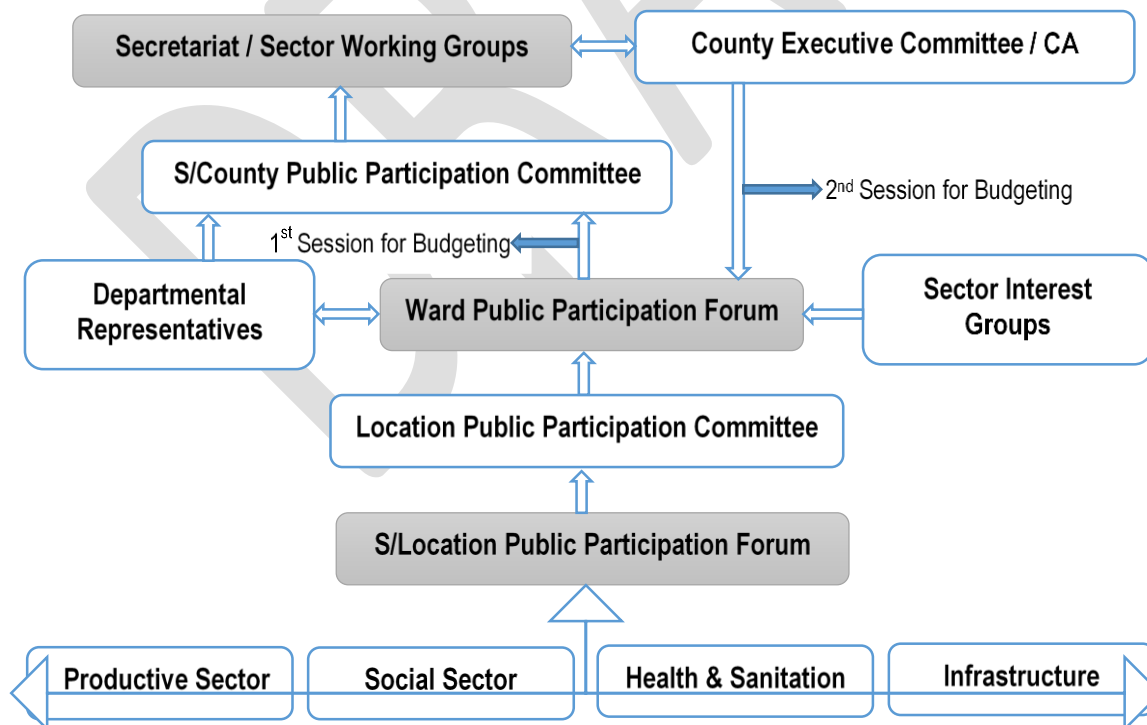 Secretariat / Sector Working Groups
County Executive Committee / CA
S/County Public Participation Committee
2nd Session for Budgeting
1st Session for Budgeting
Departmental
Representatives
Ward Public Participation Forum
Sector Interest
Groups
Location Public Participation Committee
S/Location Public Participation Forum
Productive Sector
Social Sector
Health & Sanitation
Infrastructure